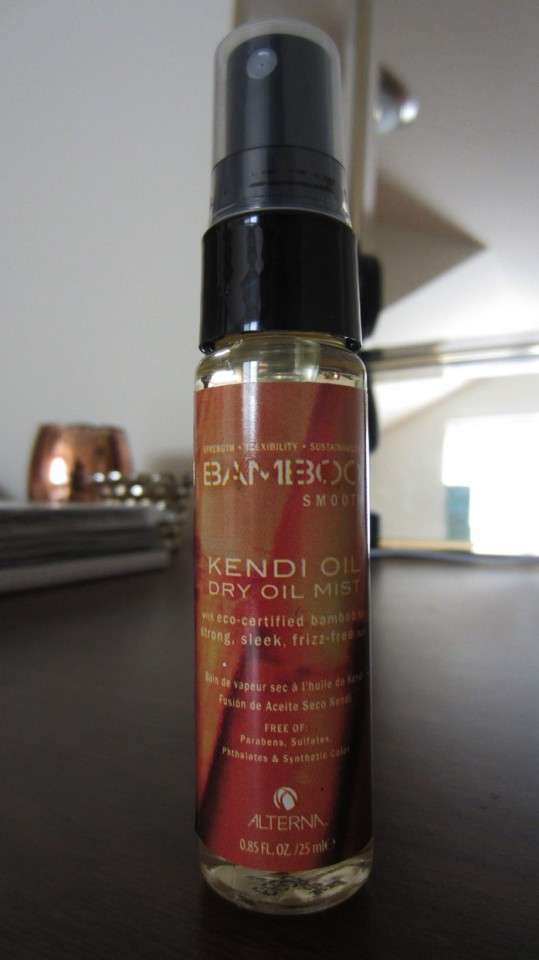 STRENGTH • FLEXIBILITY • SUSTAINABILI
BAMBOO
SMOOTH
KENDI OIL
DRY OIL MIST
with eco-certified bamboo
strong, sleek, frizz-free
Soin de vapeur sec à l'huile de Kendi
Fusión de Aceite Seco Kendi
FREE OF:
Parabens, Sulfates,
Phthalates & Synthetic Color
ALTERNA
0.85 FL. OZ. / 25 ml